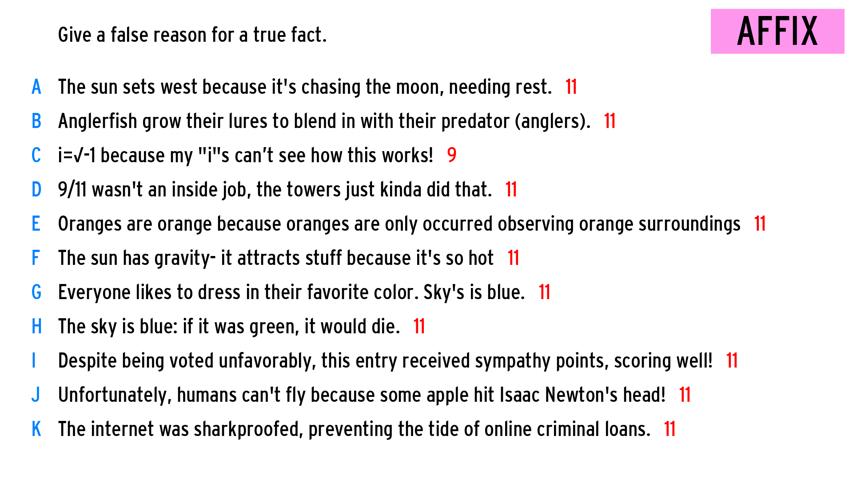 Give a false reason for a true fact.
AFFIX
A The sun sets west because it's chasing the moon, needing rest. 11
B Anglerfish grow their lures to blend in with their predator (anglers). 11
C i=√-1 because my "i"s can’t see how this works! 9
D 9/11 wasn't an inside job, the towers just kinda did that. 11
E Oranges are orange because oranges are only occurred observing orange surroundings 11
F The sun has gravity- it attracts stuff because it's so hot 11
G Everyone likes to dress in their favorite color. Sky's is blue. 11
H The sky is blue: if it was green, it would die. 11
I Despite being voted unfavorably, this entry received sympathy points, scoring well! 11
J Unfortunately, humans can't fly because some apple hit Isaac Newton's head! 11
K The internet was sharkproofed, preventing the tide of online criminal loans. 11